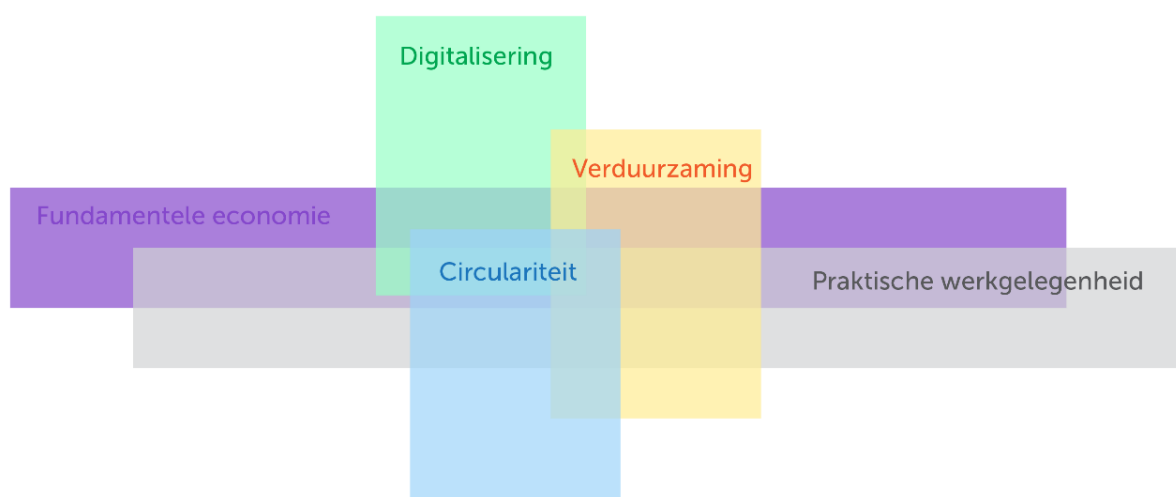 Digitalisering
Verduurzaming
Fundamentele economie
Circulariteit
Praktische werkgelegenheid